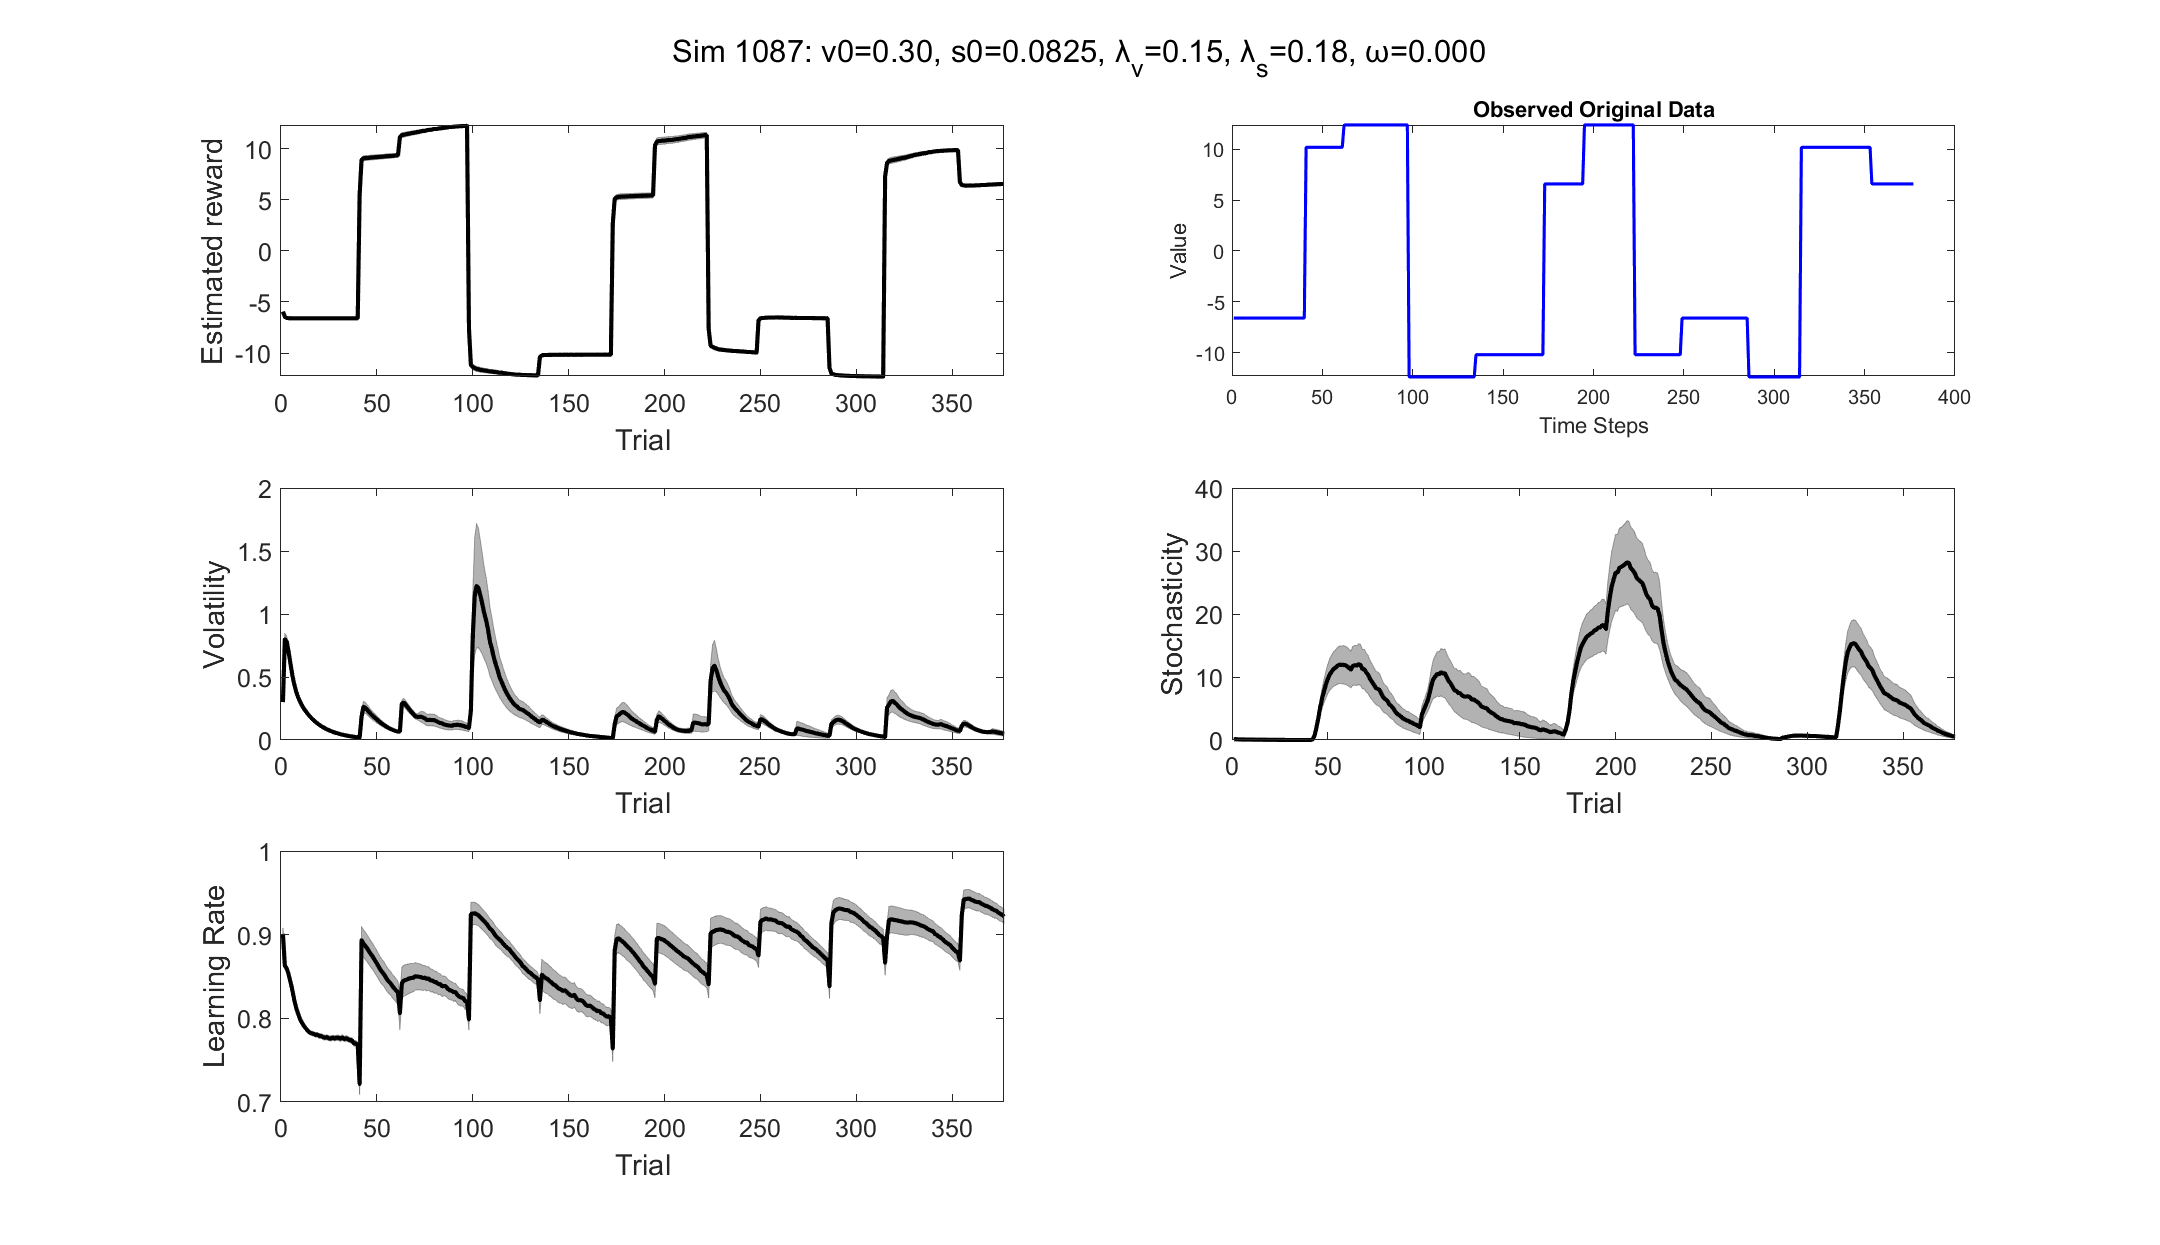 Sim 1087: v0=0.30, s0=0.0825, λ_v=0.15, λ_s=0.18, ω=0.000
Estimated reward
10
5
0
-5
-10
0 50 100 150 200 250 300 350
Trial
Observed Original Data
Value
10
5
0
-5
-10
0 50 100 150 200 250 300 350 400
Time Steps
Volatility
2
1.5
1
0.5
0
0 50 100 150 200 250 300 350
Trial
Stochasticity
40
30
20
10
0
0 50 100 150 200 250 300 350
Trial
Learning Rate
1
0.9
0.8
0.7
0 50 100 150 200 250 300 350
Trial